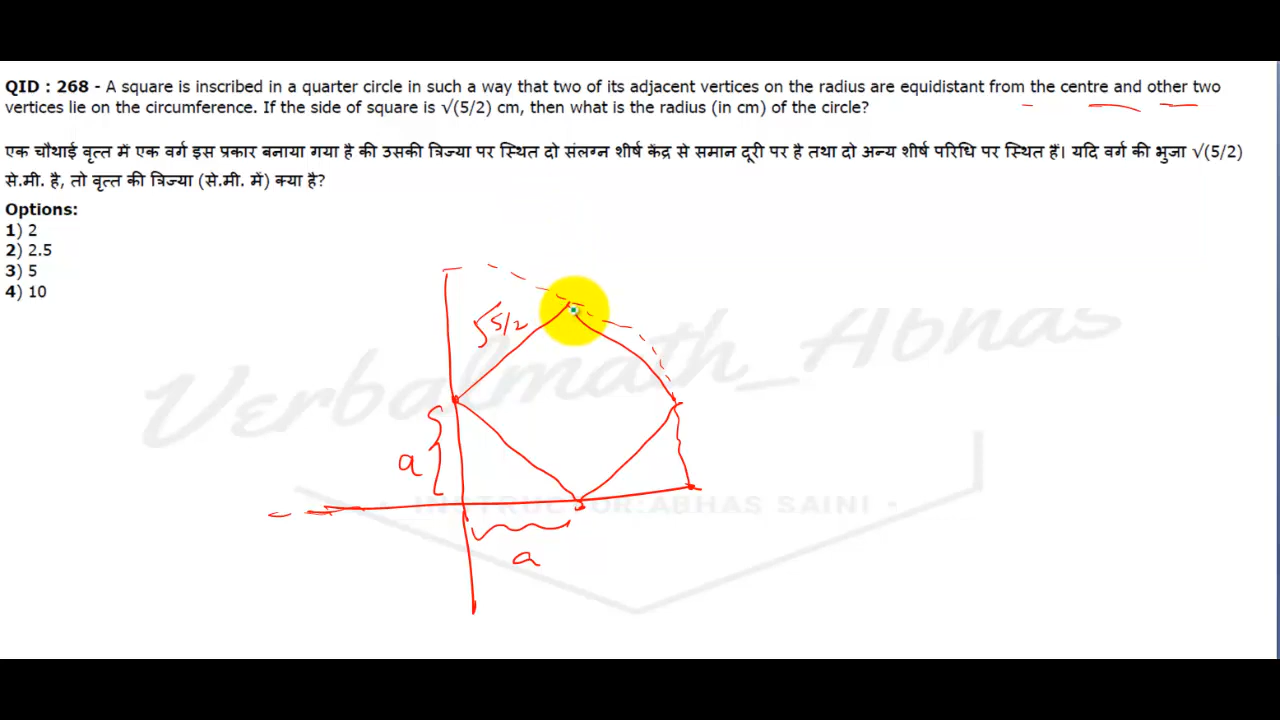 QID : 268 - A square is inscribed in a quarter circle in such a way that two of its adjacent vertices on the radius are equidistant from the centre and other two
vertices lie on the circumference. If the side of square is √(5/2) cm, then what is the radius (in cm) of the circle?
एक चौथाई वृत्त में एक वर्ग इस प्रकार बनाया गया है की उसकी त्रिज्या पर स्थित दो संलग्न शीर्ष केंद्र से समान दूरी पर है तथा दो अन्य शीर्ष परिधि पर स्थित हैं। यदि वर्ग की भुजा √(5/2)
से.मी. है, तो वृत्त की त्रिज्या (से.मी. में) क्या है?
Options:
1) 2
2) 2.5
3) 5
4) 10
√5/2
Verbalmath_Abhas
a
- INSTRUCTOR: ABHAS SAINI -
a